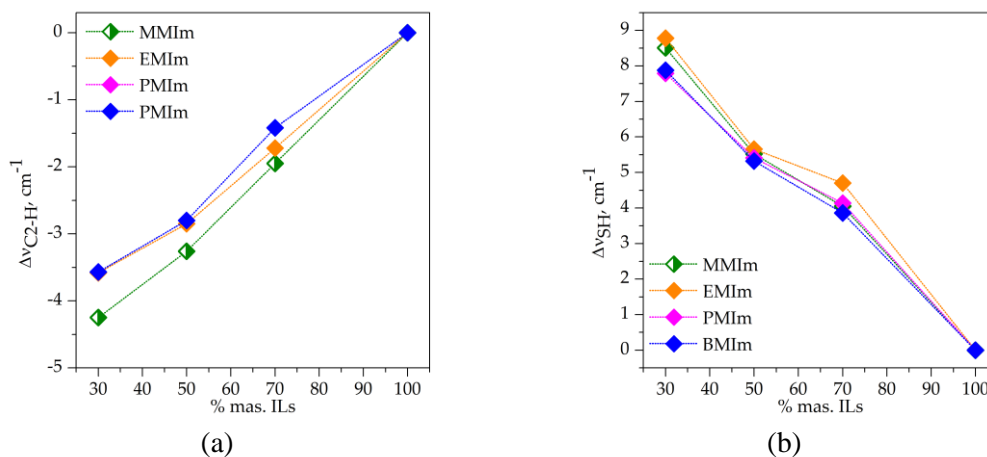 MMIm
EMIm
PMIm
PMIm
ΔνC2-H, cm-1
0
-1
-2
-3
-4
-5
30 40 50 60 70 80 90 100
% mas. ILs
(a)
ΔνSH, cm-1
9
8
7
6
5
4
3
2
1
0
MMIm
EMIm
PMIm
BMIm
30 40 50 60 70 80 90 100
% mas. ILs
(b)